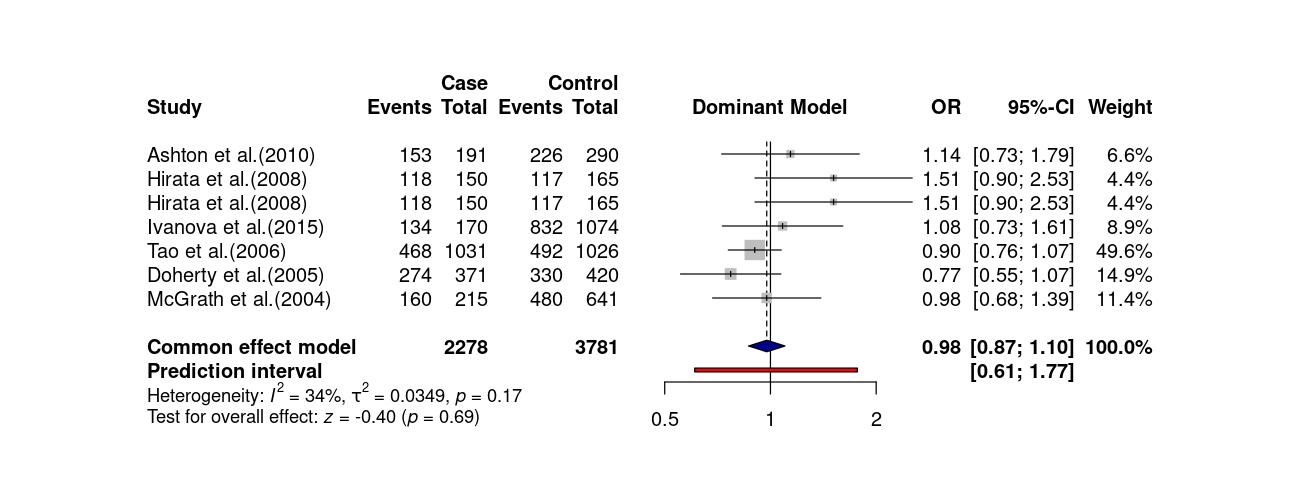 Case Control
Study Events Total Events Total Dominant Model OR 95%-CI Weight
Ashton et al.(2010) 153 191 226 290 1.14 [0.73; 1.79] 6.6%
Hirata et al.(2008) 118 150 117 165 1.51 [0.90; 2.53] 4.4%
Hirata et al.(2008) 118 150 117 165 1.51 [0.90; 2.53] 4.4%
Ivanova et al.(2015) 134 170 832 1074 1.08 [0.73; 1.61] 8.9%
Tao et al.(2006) 468 1031 492 1026 0.90 [0.76; 1.07] 49.6%
Doherty et al.(2005) 274 371 330 420 0.77 [0.55; 1.07] 14.9%
McGrath et al.(2004) 160 215 480 641 0.98 [0.68; 1.39] 11.4%
Common effect model 2278 3781 0.98 [0.87; 1.10] 100.0%
Prediction interval [0.61; 1.77]
Heterogeneity: I² = 34%, τ² = 0.0349, p = 0.17
Test for overall effect: z = -0.40 (p = 0.69)
0.5 1 2